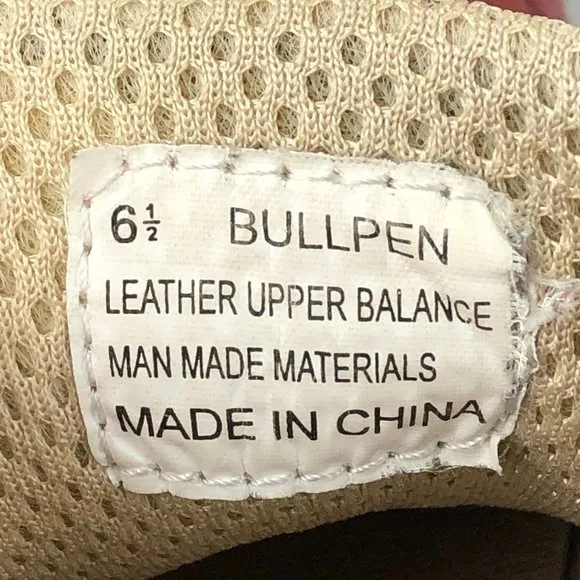 6½ BULLPEN
LEATHER UPPER BALANCE
MAN MADE MATERIALS
MADE IN CHINA